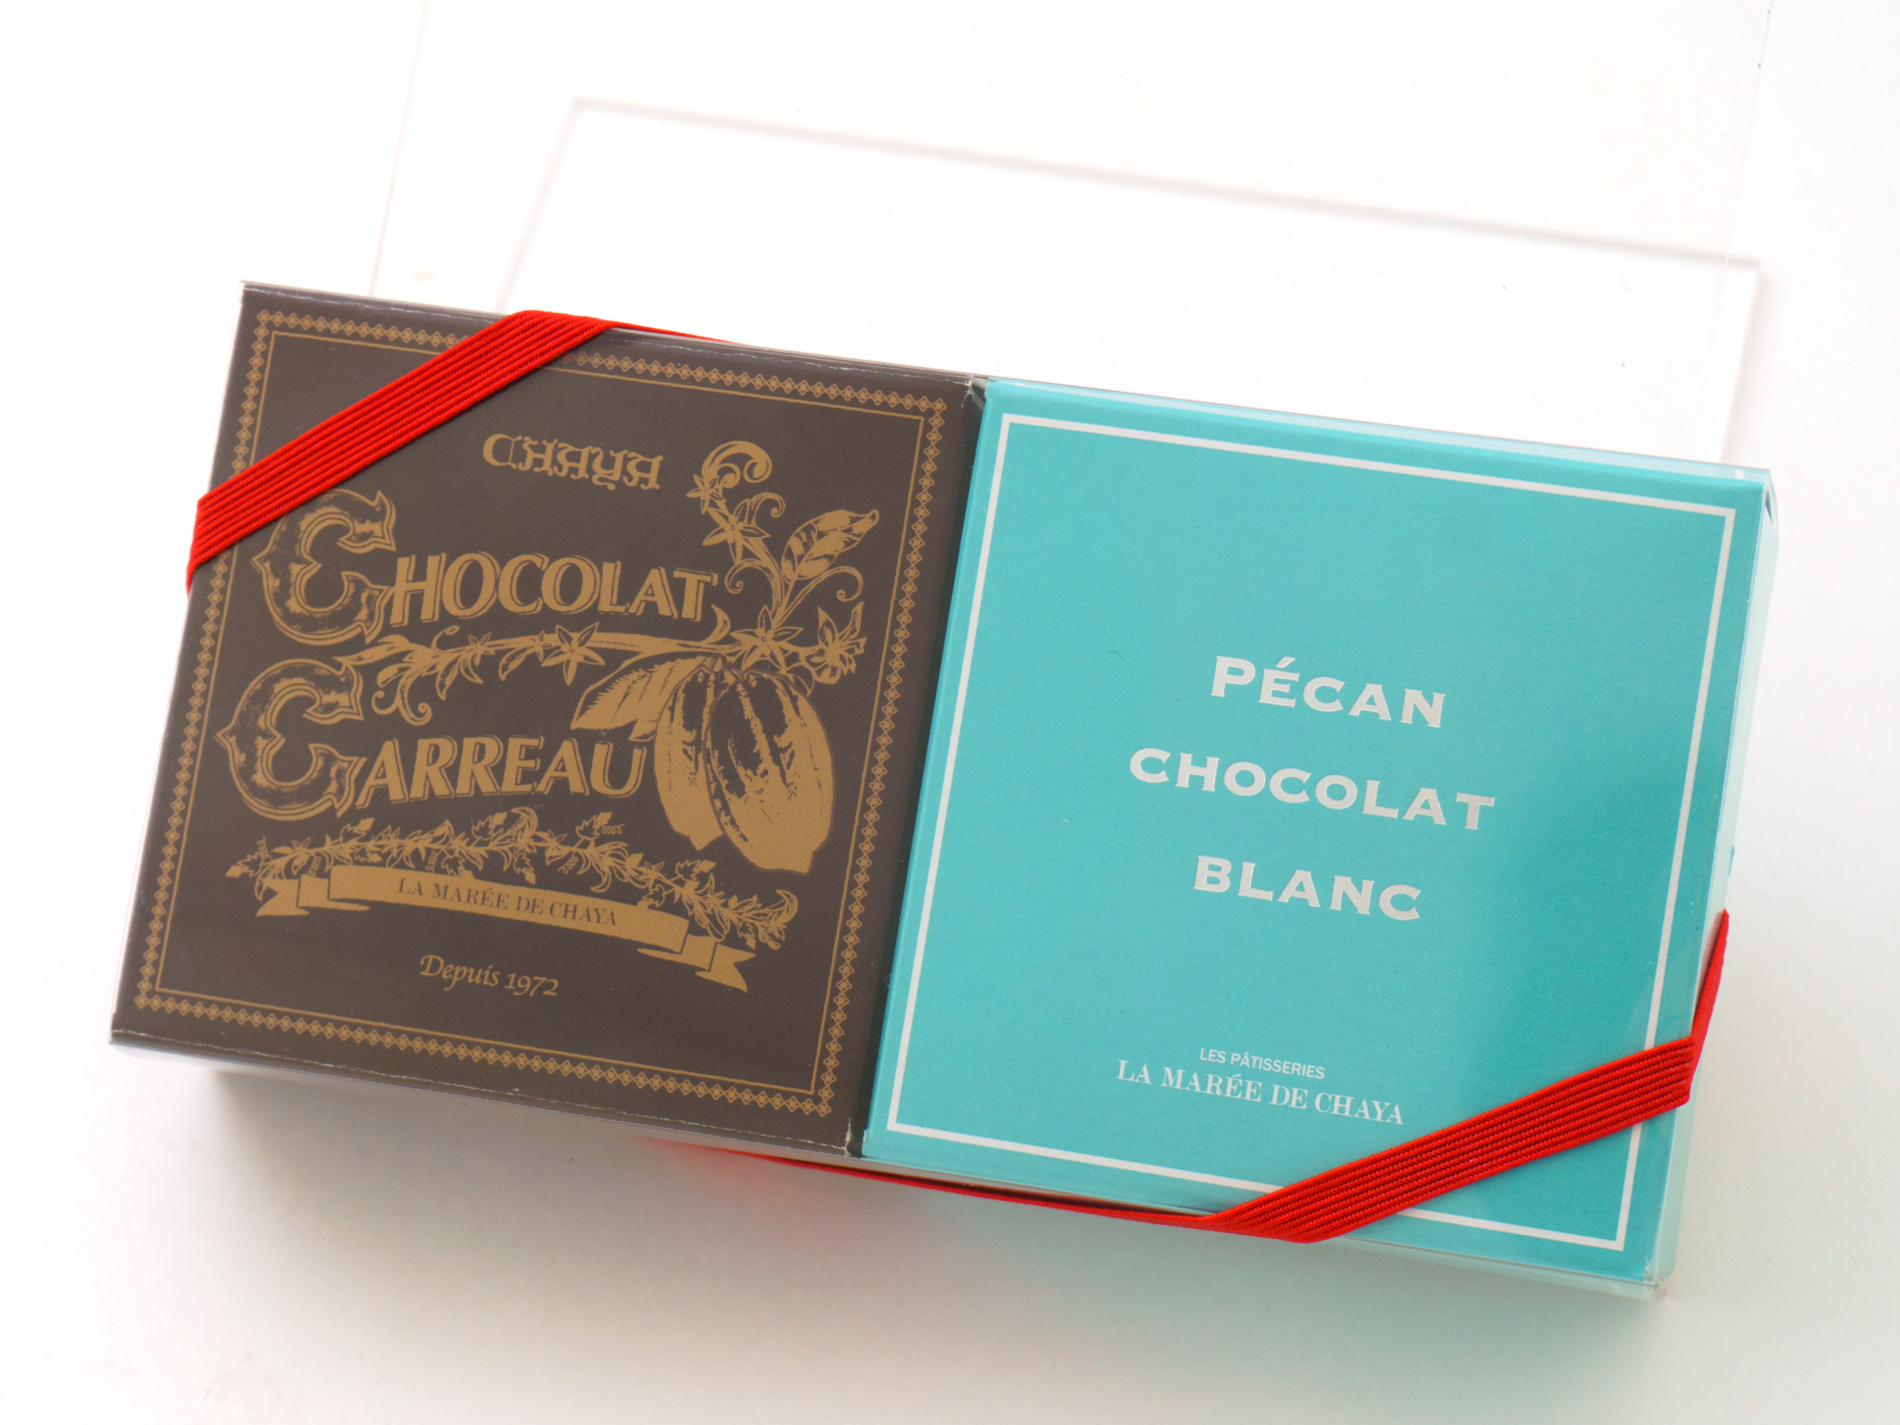 CHAYA
CHOCOLAT
CARREAU
LA MARÉE DE CHAYA
Depuis 1972
PÉCAN
CHOCOLAT
BLANC
LES PÂTISSERIES
LA MARÉE DE CHAYA